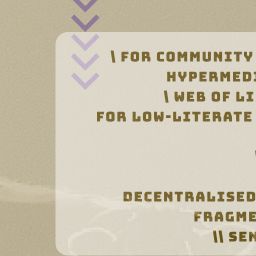 \ FOR COMMUNITY
HYPERMEDI
\ WEB OF LI
FOR LOW-LITERATE
DECENTRALISED
FRAGME
\\ SEN